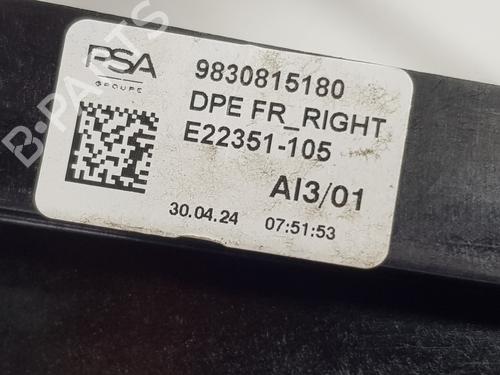 PSA
GROUPE
9830815180
DPE FR_RIGHT
E22351-105
AI3/01
30.04.24 07:51:53
B-PARTS